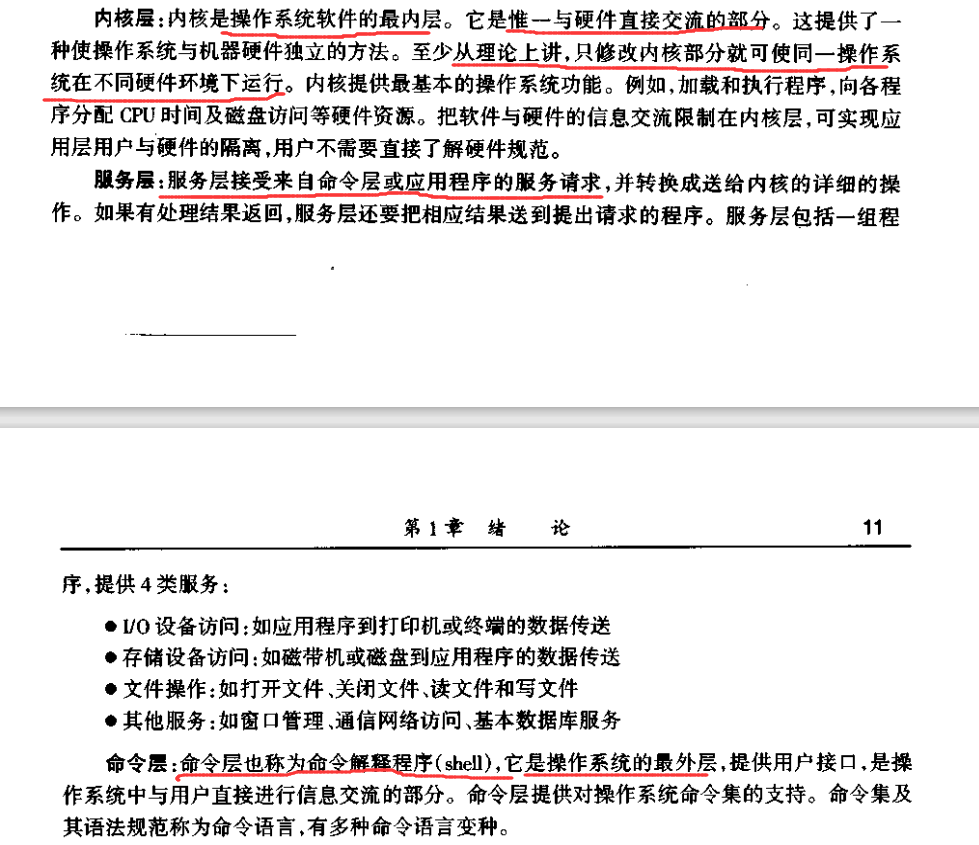 内核层:内核是操作系统软件的最内层。它是惟一与硬件直接交流的部分。这提供了一
种使操作系统与机器硬件独立的方法。至少从理论上讲,只修改内核部分就可使同一操作系
统在不同硬件环境下运行。内核提供最基本的操作系统功能。例如,加载和执行程序,向各程
序分配 CPU 时间及磁盘访问等硬件资源。把软件与硬件的信息交流限制在内核层,可实现应
用层用户与硬件的隔离,用户不需要直接了解硬件规范。
服务层:服务层接受来自命令层或应用程序的服务请求,并转换成送给内核的详细的操
作。如果有处理结果返回,服务层还要把相应结果送到提出请求的程序。服务层包括一组程
第 1 章 绪 论 11
序,提供 4 类服务:
●I/O 设备访问:如应用程序到打印机或终端的数据传送
●存储设备访问:如磁带机或磁盘到应用程序的数据传送
●文件操作:如打开文件、关闭文件、读文件和写文件
●其他服务:如窗口管理、通信网络访问、基本数据库服务
命令层:命令层也称为命令解释程序(shell),它是操作系统的最外层,提供用户接口,是操
作系统中与用户直接进行信息交流的部分。命令层提供对操作系统命令集的支持。命令集及
其语法规范称为命令语言,有多种命令语言变种。